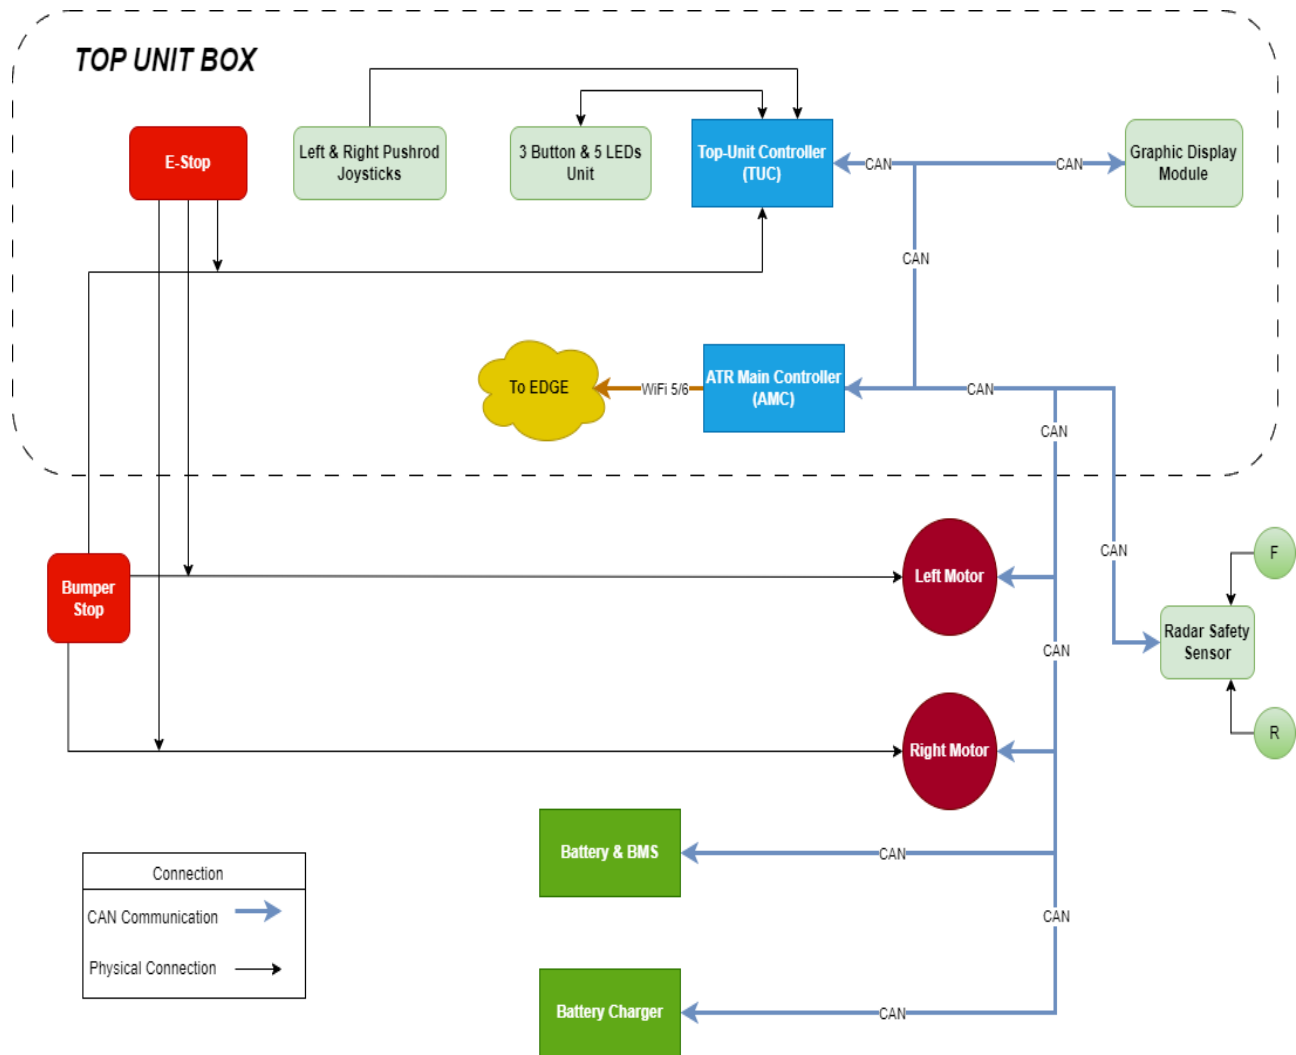 TOP UNIT BOX
E-Stop
Left & Right Pushrod
Joysticks
3 Button & 5 LEDs
Unit
Top-Unit Controller
(TUC)
CAN
CAN
Graphic Display
Module
CAN
To EDGE
WiFi 5/6
ATR Main Controller
(AMC)
CAN
CAN
CAN
Bumper
Stop
Left Motor
F
Radar Safety
Sensor
CAN
R
Right Motor
Battery & BMS
CAN
Connection
CAN Communication
Physical Connection
CAN
Battery Charger
CAN